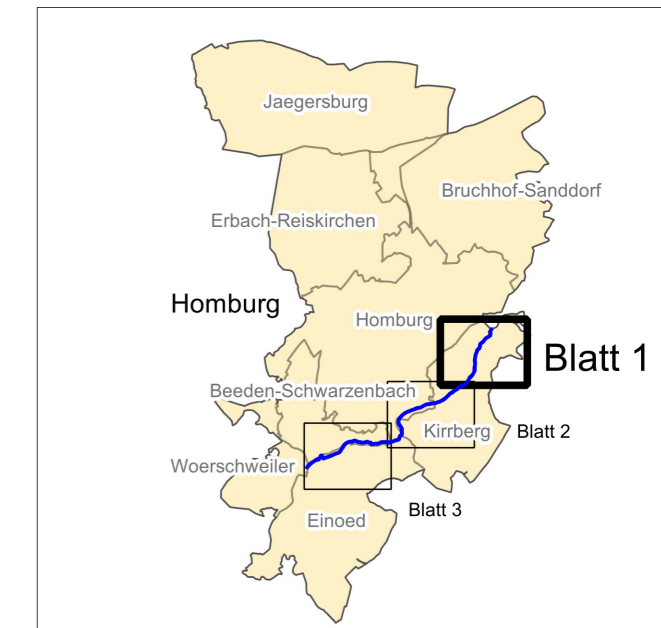 Jaegersburg
Bruchhof-Sanddorf
Erbach-Reiskirchen
Homburg
Homburg
Blatt 1
Beeden-Schwarzenbach
Kirrberg
Blatt 2
Woerschweiler
Blatt 3
Einoed